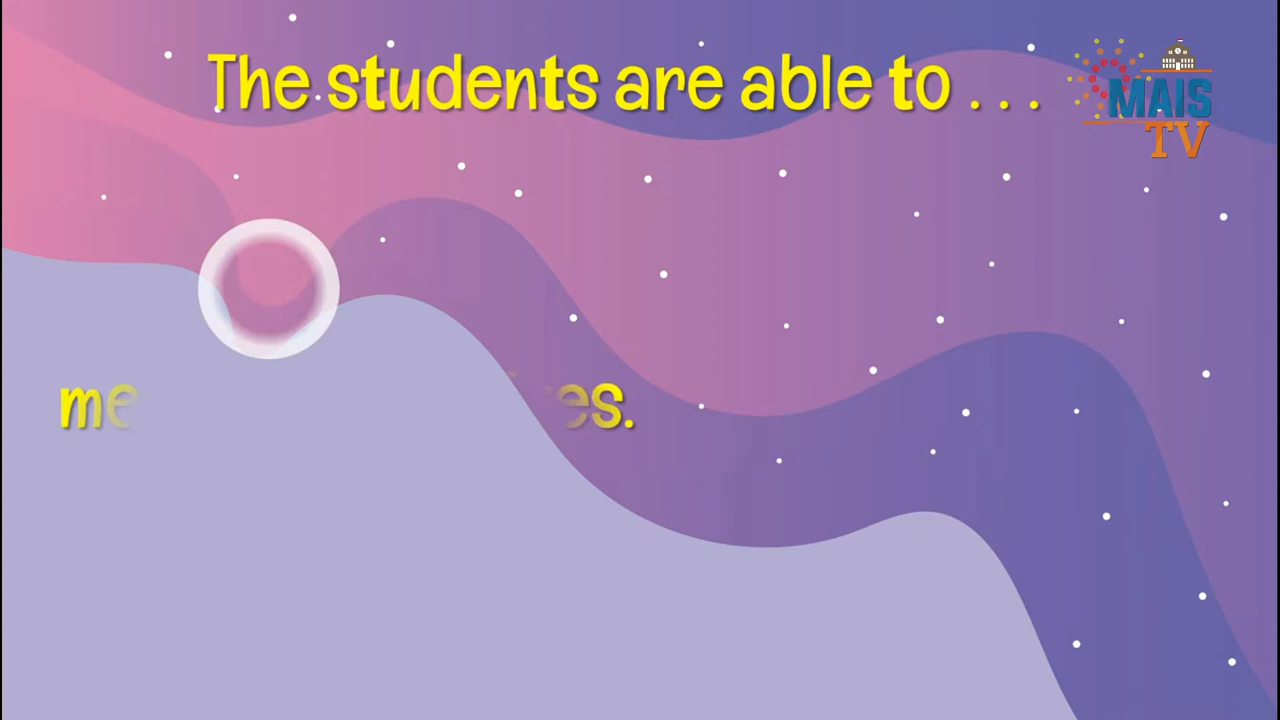 The students are able to . . .
MAIS
TV